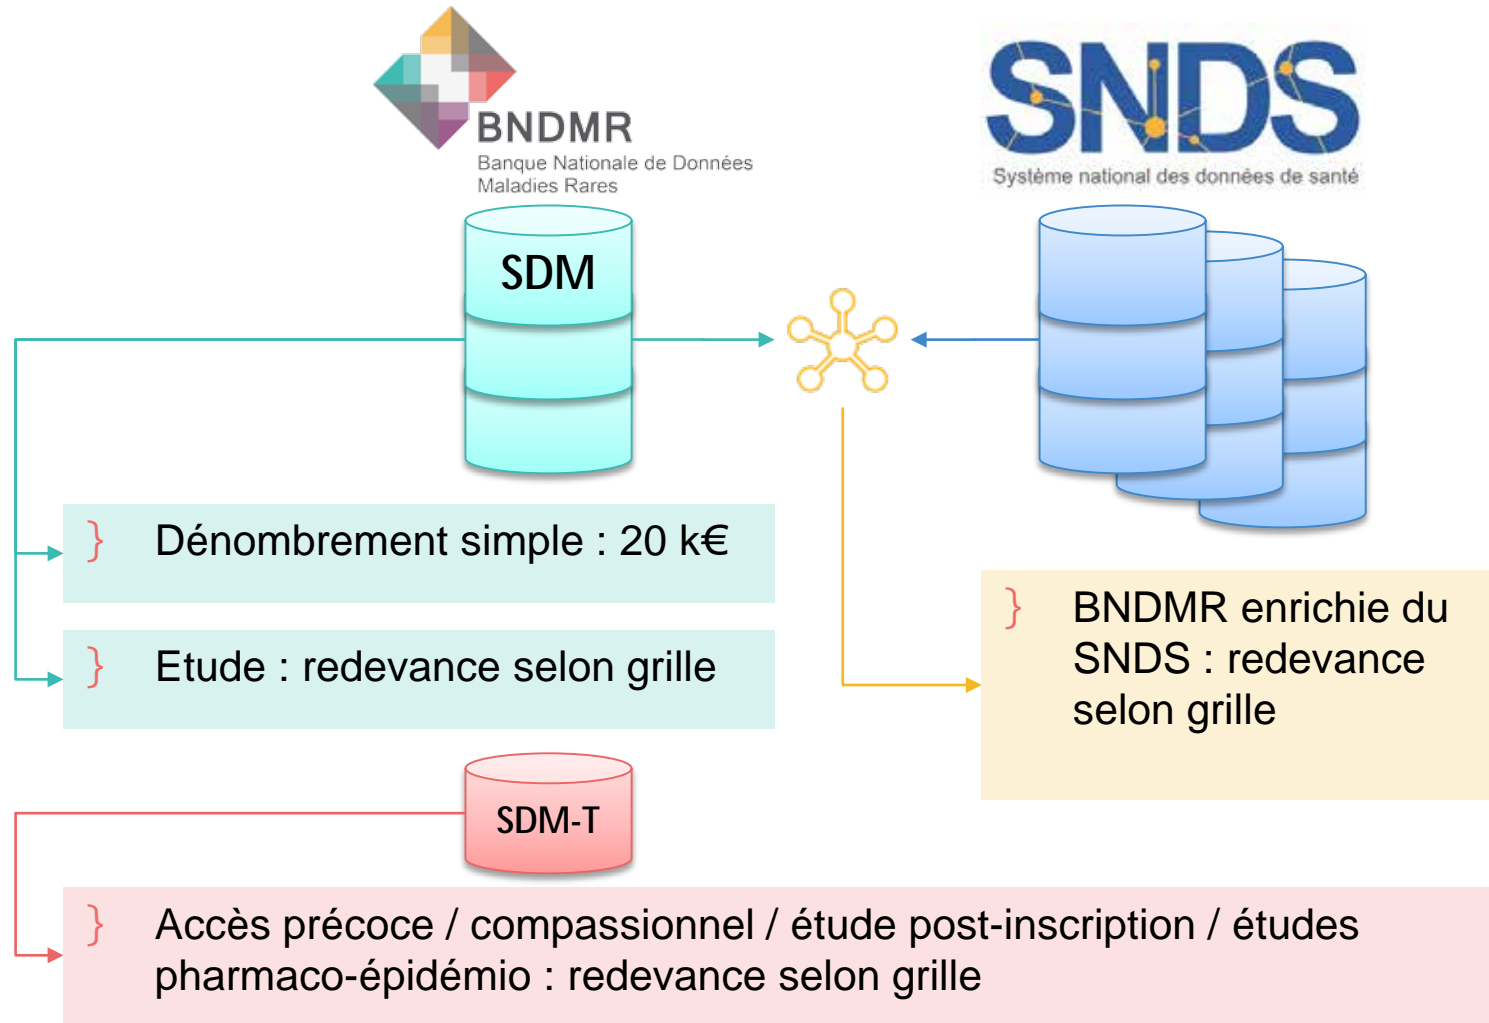 BNDMR
Banque Nationale de Données
Maladies Rares
SNDS
Système national des données de santé
SDM
} Dénombrement simple : 20 k€
} Etude : redevance selon grille
} BNDMR enrichie du
SNDS : redevance
selon grille
SDM-T
} Accès précoce / compassionnel / étude post-inscription / études
pharmaco-épidémio : redevance selon grille